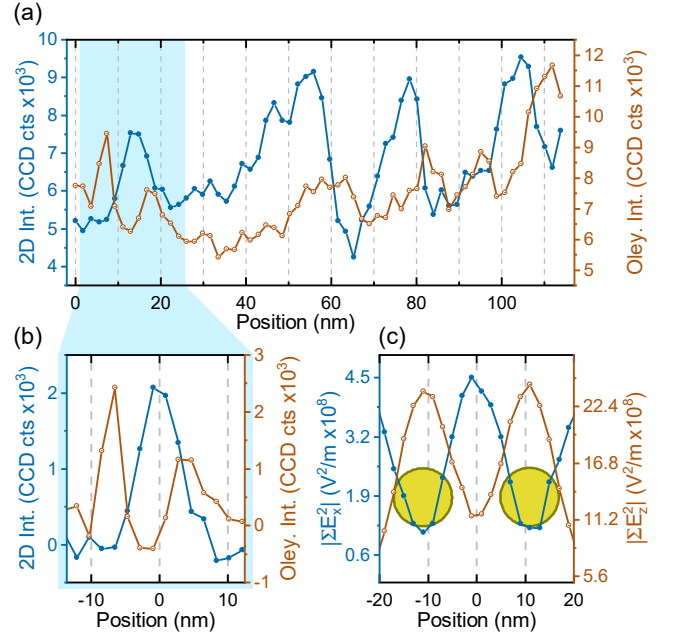 (a)
10
9
8
7
6
5
4
12
11
10
9
8
7
6
5
2D Int. (CCD cts x10³)
Oley. Int. (CCD cts x10³)
0 20 40 60 80 100
Position (nm)
(b)
2
1
0
3
2
1
0
-1
2D Int. (CCD cts x10³)
Oley. Int. (CCD cts x10³)
-10 0 10
Position (nm)
(c)
4.5
3.2
1.9
0.6
22.4
16.8
11.2
5.6
|ΣE²ₓₗ| (V²/m x10⁸)
|ΣE²_z| (V²/m x10⁸)
-20 -10 0 10 20
Position (nm)